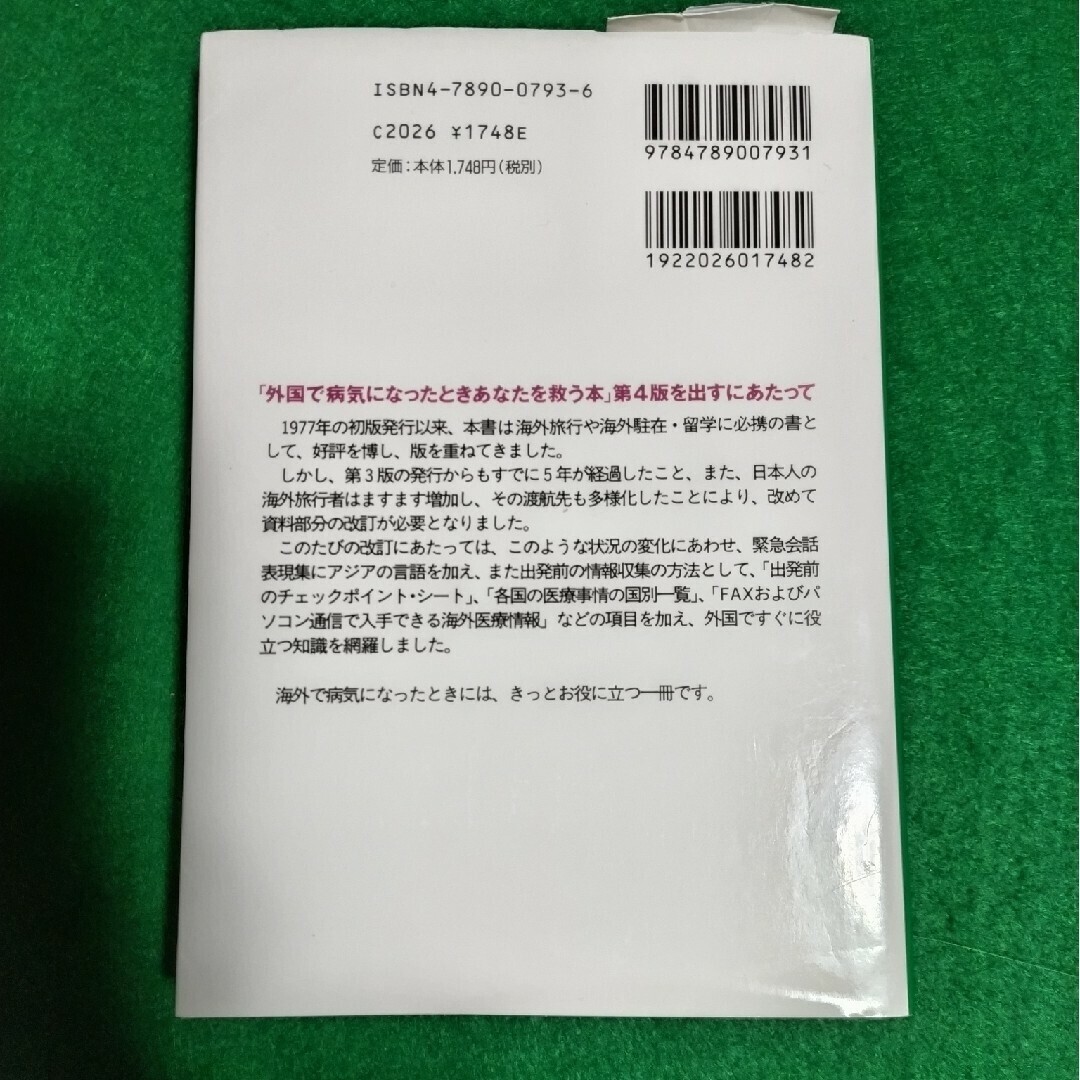 ISBN4-7890-0793-6
C2026 ¥1748E
定価：本体1,748円(税別)
9784789007931
1922026017482
「外国で病気になったときあなたを救う本」第4版を出すにあたって
1977年の初版発行以来、本書は海外旅行や海外駐在・留学に必携の書と
して、好評を博し、版を重ねてきました。
しかし、第3版の発行からもすでに5年が経過したこと、また、日本人の
海外旅行者はますます増加し、その渡航先も多様化したことにより、改めて
資料部分の改訂が必要となりました。
このたびの改訂にあたっては、このような状況の変化にあわせ、緊急会話
表現集にアジアの言語を加え、また出発前の情報収集の方法として、「出発前
のチェックポイント・シート」、「各国の医療事情の国別一覧」、「FAXおよびパ
ソコン通信で入手できる海外医療情報」などの項目を加え、外国ですぐに役
立つ知識を網羅しました。
海外で病気になったときには、きっとお役に立つ一冊です。